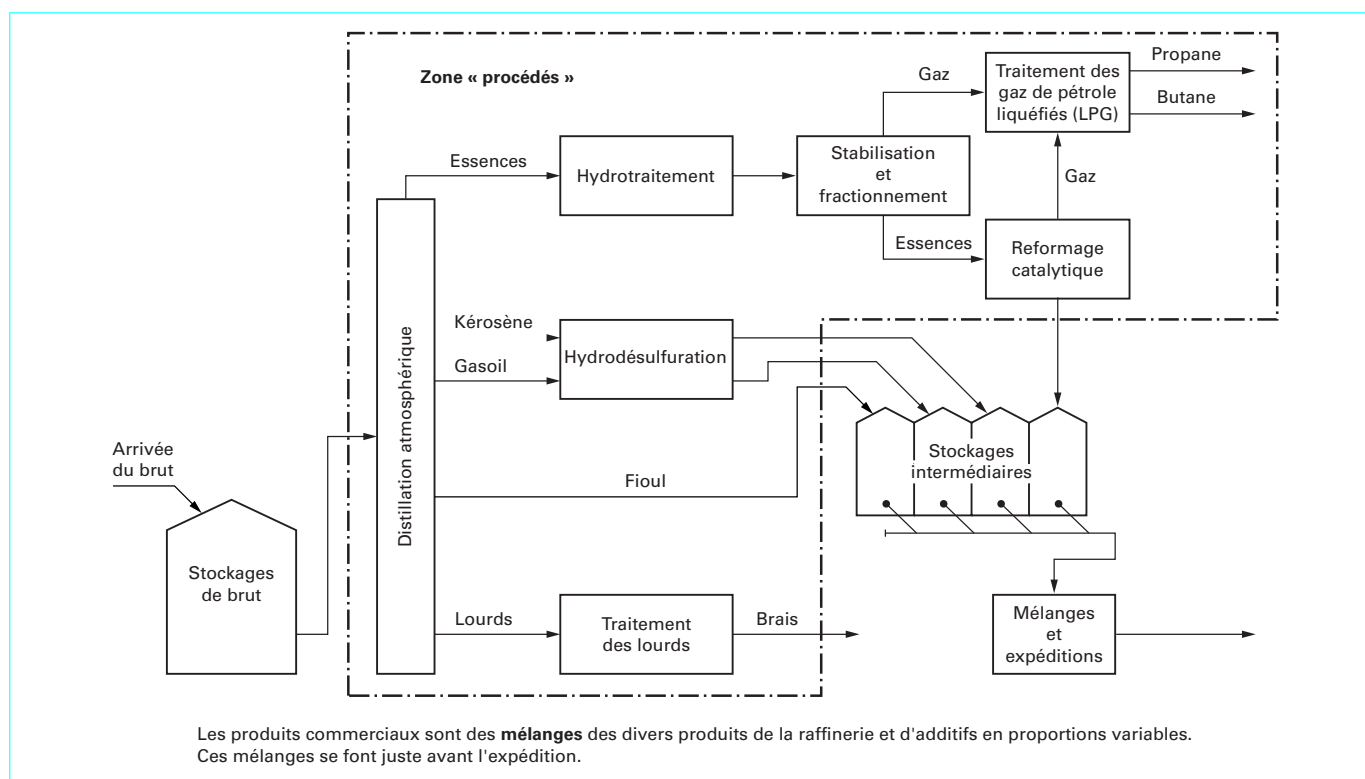 Zone « procédés »
Gaz
Traitement des
gaz de pétrole
liquéfiés (LPG)
Propane
Butane
Essences
Hydrotraitement
Stabilisation
et
fractionnement
Gaz
Essences
Reformage
catalytique
Kérosène
Gasoil
Hydrodésulfuration
Distillation atmosphérique
Arrivée
du brut
Stockages
de brut
Fioul
Stockages
intermédiaires
Lourds
Traitement
des lourds
Brais
Mélanges
et
expéditions
Les produits commerciaux sont des mélanges des divers produits de la raffinerie et d'additifs en proportions variables.
Ces mélanges se font juste avant l'expédition.